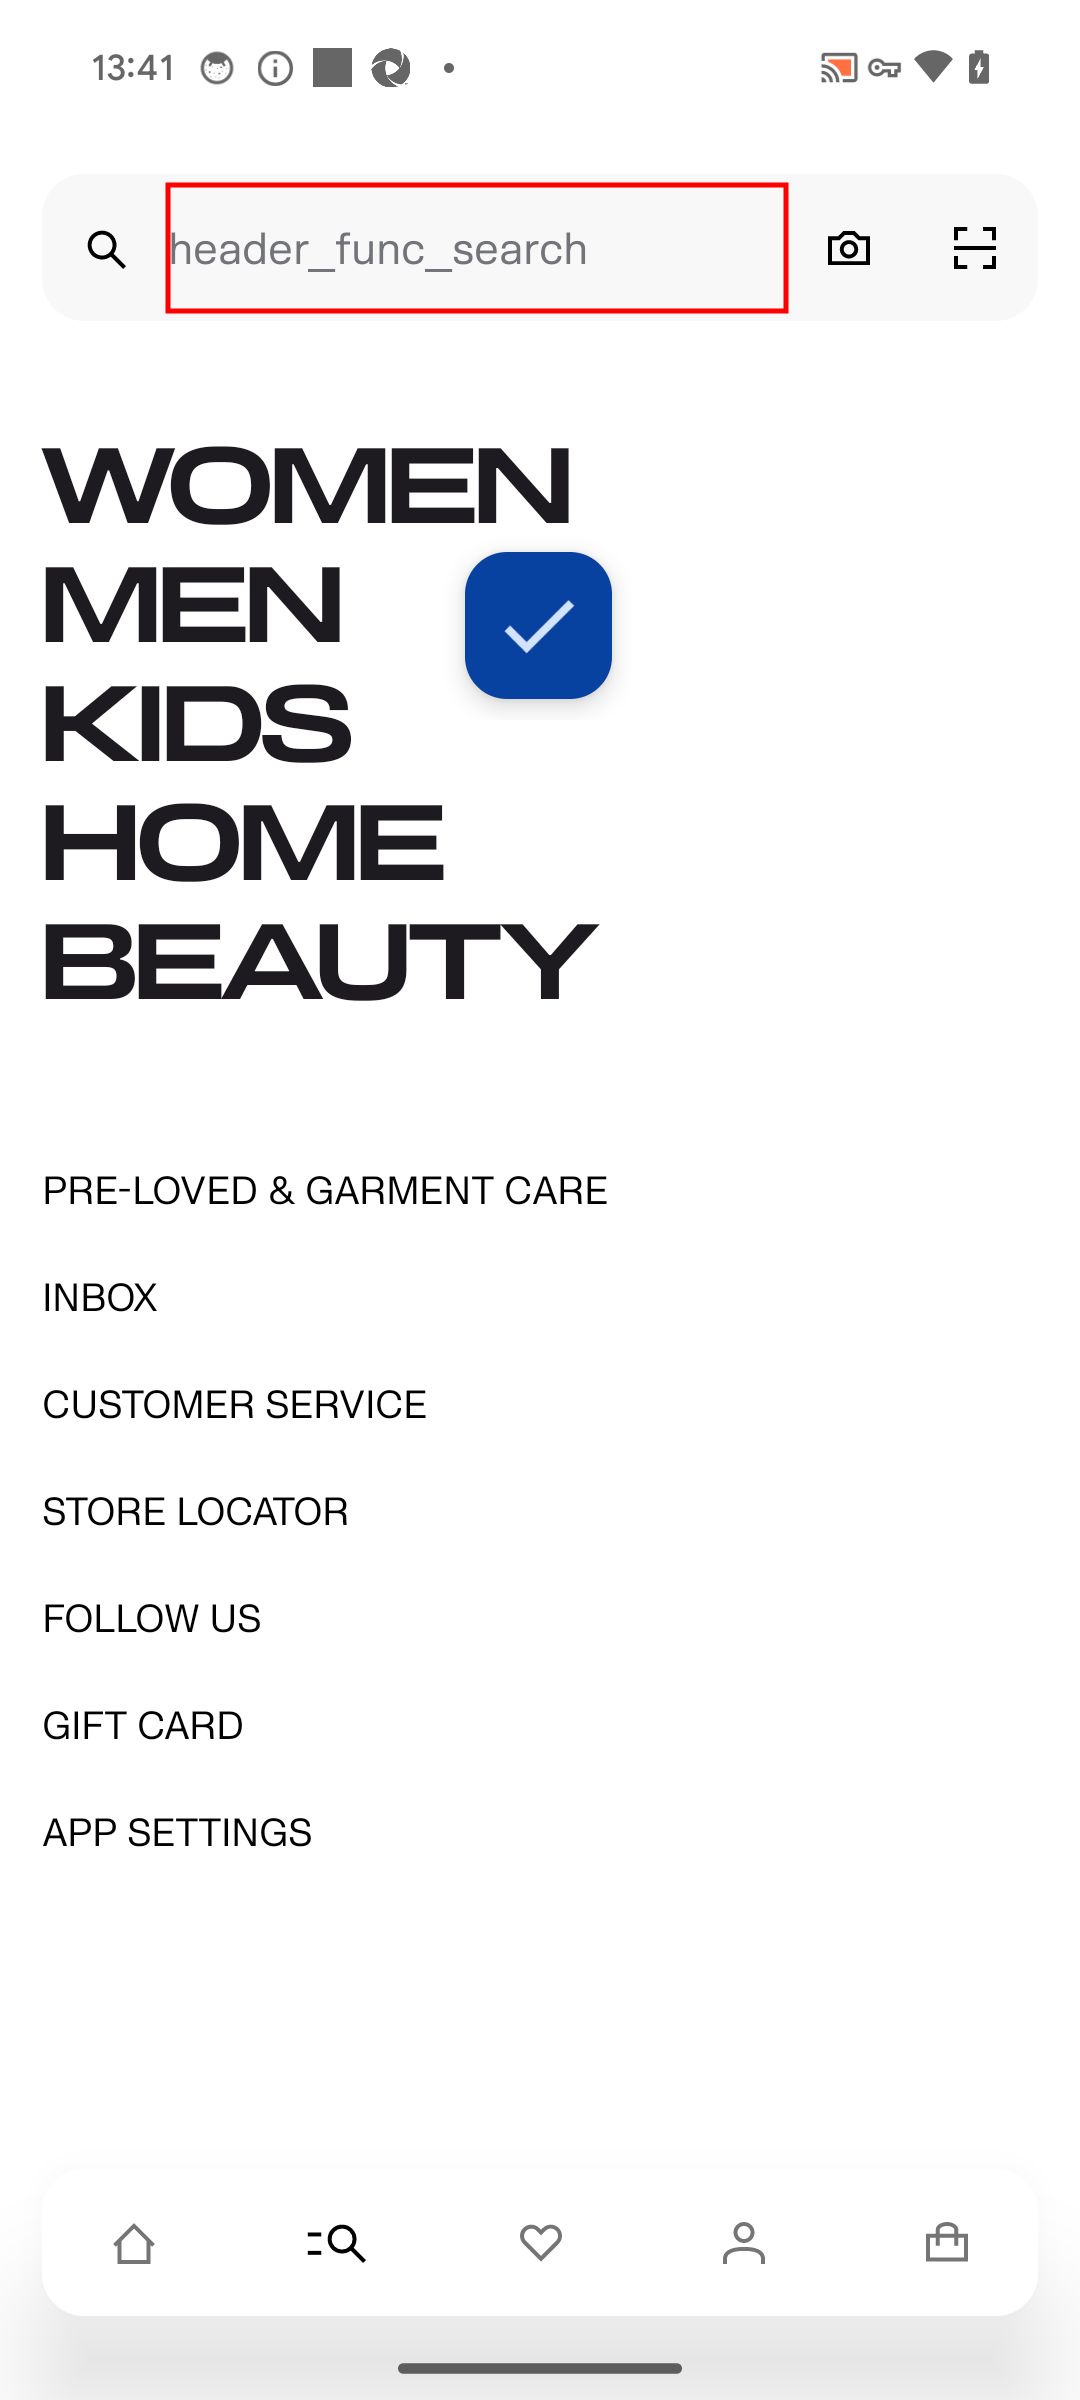 13:41
header_func_search
WOMEN
MEN
KIDS
HOME
BEAUTY
PRE-LOVED & GARMENT CARE
INBOX
CUSTOMER SERVICE
STORE LOCATOR
FOLLOW US
GIFT CARD
APP SETTINGS